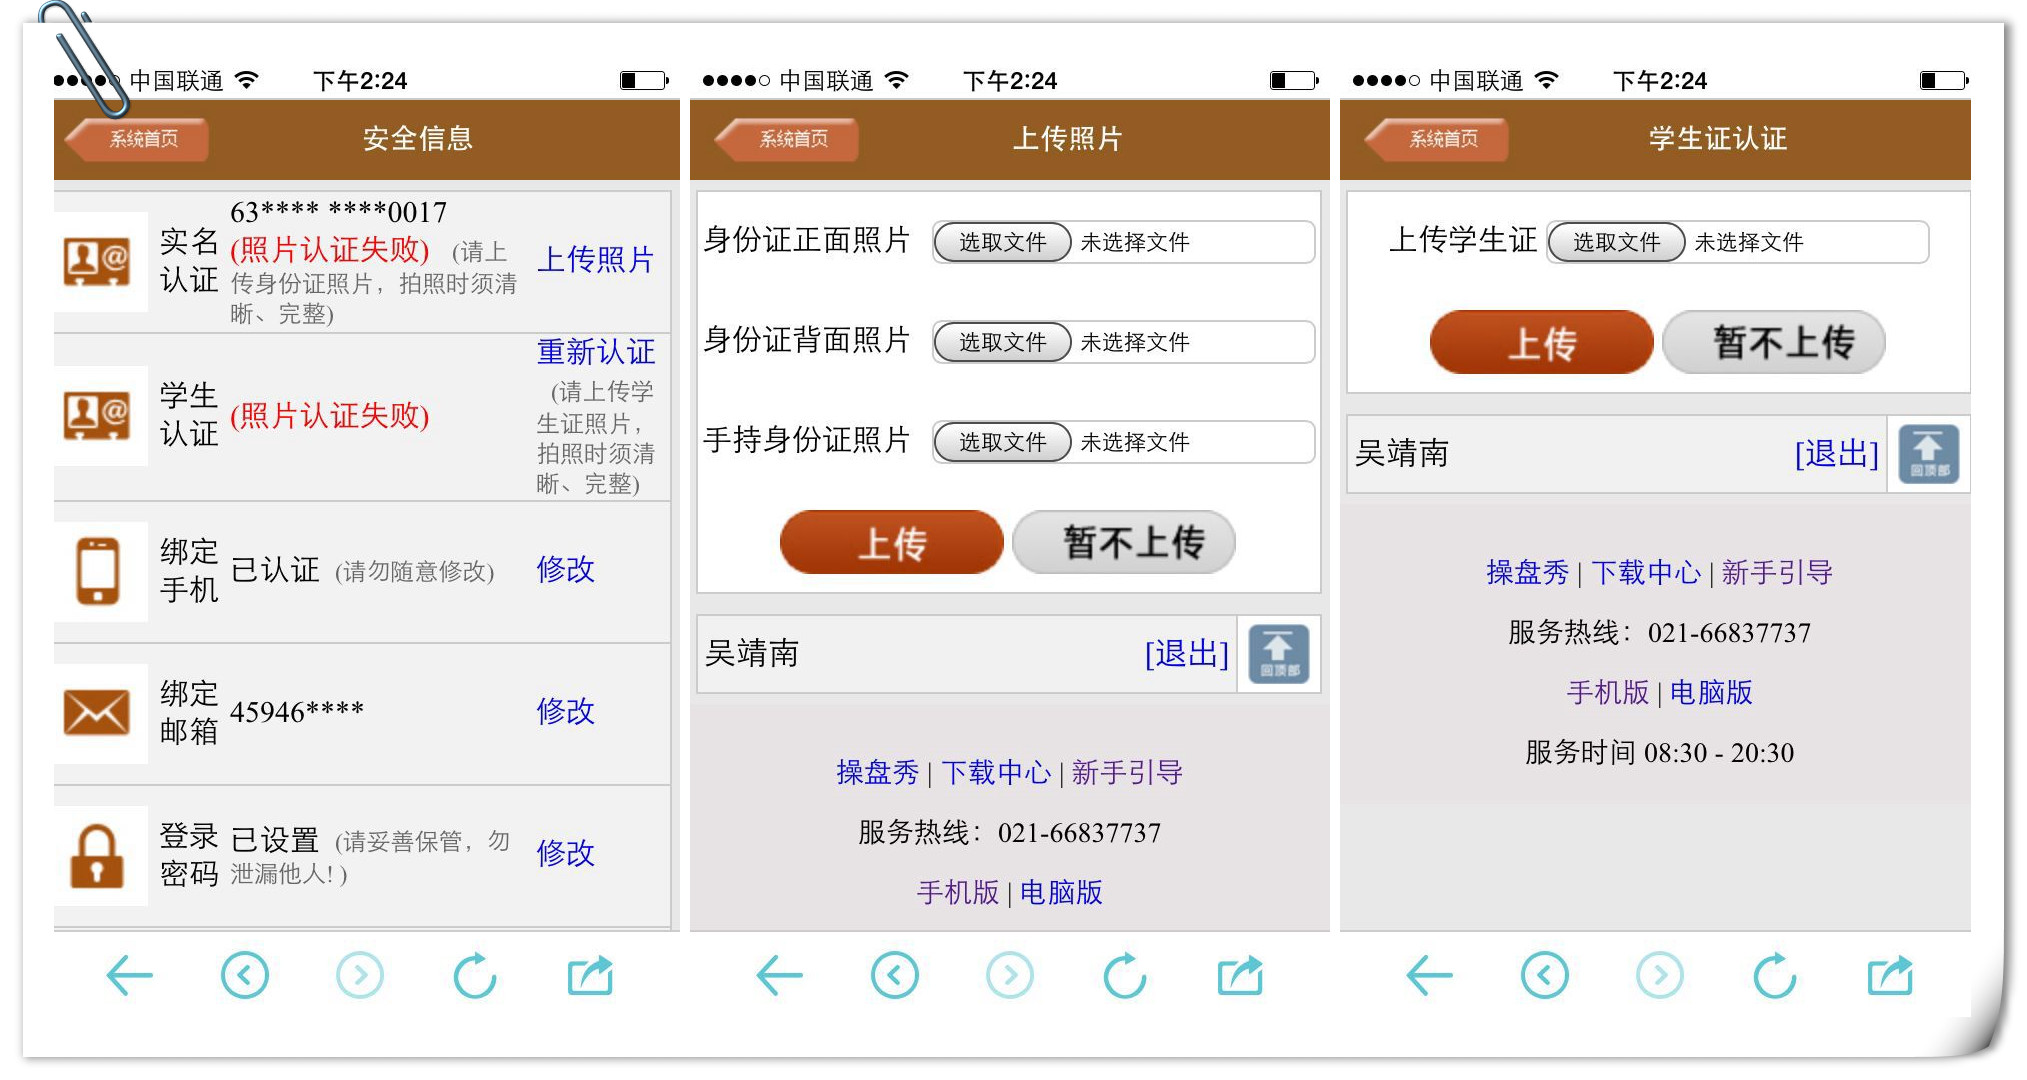 中国联通 下午2:24
系统首页 安全信息
实名
认证
63**** ****0017
(照片认证失败) (请上
传身份证照片，拍照时须清
晰、完整)
上传照片
学生
认证
(照片认证失败)
重新认证
(请上传学
生证照片，
拍照时须清
晰、完整)
绑定
手机
已认证 (请勿随意修改)
修改
绑定
邮箱
45946****
修改
登录
密码
已设置 (请妥善保管，勿
泄漏他人! )
修改
中国联通 下午2:24
系统首页 上传照片
身份证正面照片 选取文件 未选择文件
身份证背面照片 选取文件 未选择文件
手持身份证照片 选取文件 未选择文件
上传 暂不上传
吴靖南 [退出] 回顶部
操盘秀 | 下载中心 | 新手引导
服务热线：021-66837737
手机版 | 电脑版
中国联通 下午2:24
系统首页 学生证认证
上传学生证 选取文件 未选择文件
上传 暂不上传
吴靖南 [退出] 回顶部
操盘秀 | 下载中心 | 新手引导
服务热线：021-66837737
手机版 | 电脑版
服务时间 08:30 - 20:30